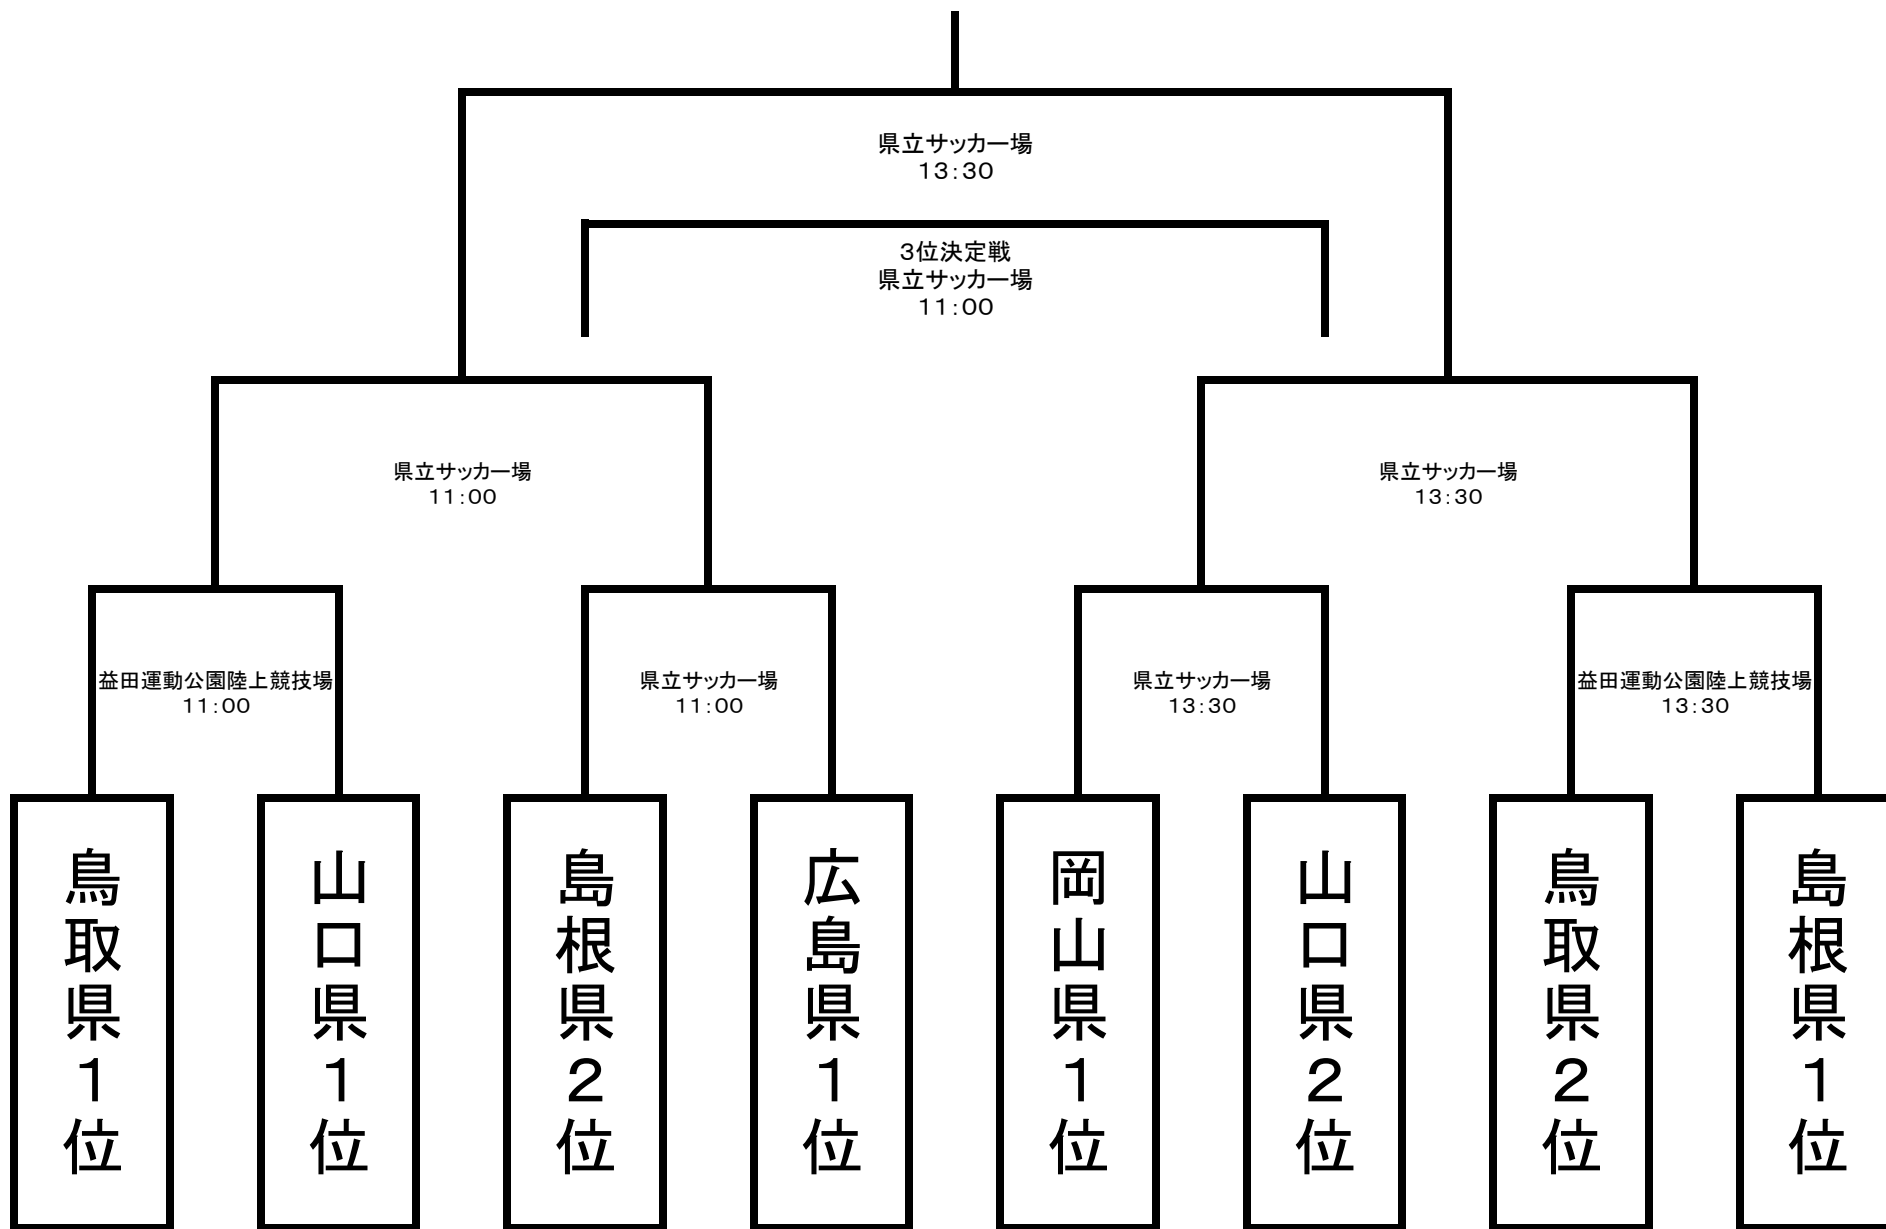 県立サッカー場
13:30
3位決定戦
県立サッカー場
11:00
県立サッカー場
11:00
県立サッカー場
13:30
益田運動公園陸上競技場
11:00
県立サッカー場
11:00
県立サッカー場
13:30
益田運動公園陸上競技場
13:30
鳥取県1位
山口県1位
島根県2位
広島県1位
岡山県1位
山口県2位
鳥取県2位
島根県1位